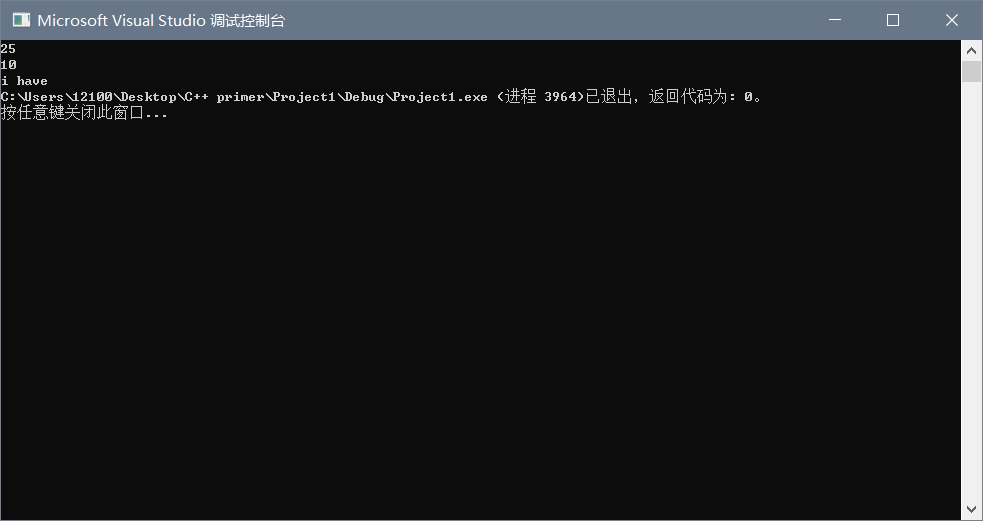 Microsoft Visual Studio 调试控制台
25
10
i have
C:\Users\12100\Desktop\C++ primer\Project1\Debug\Project1.exe (进程 3964)已退出，返回代码为: 0。
按任意键关闭此窗口...